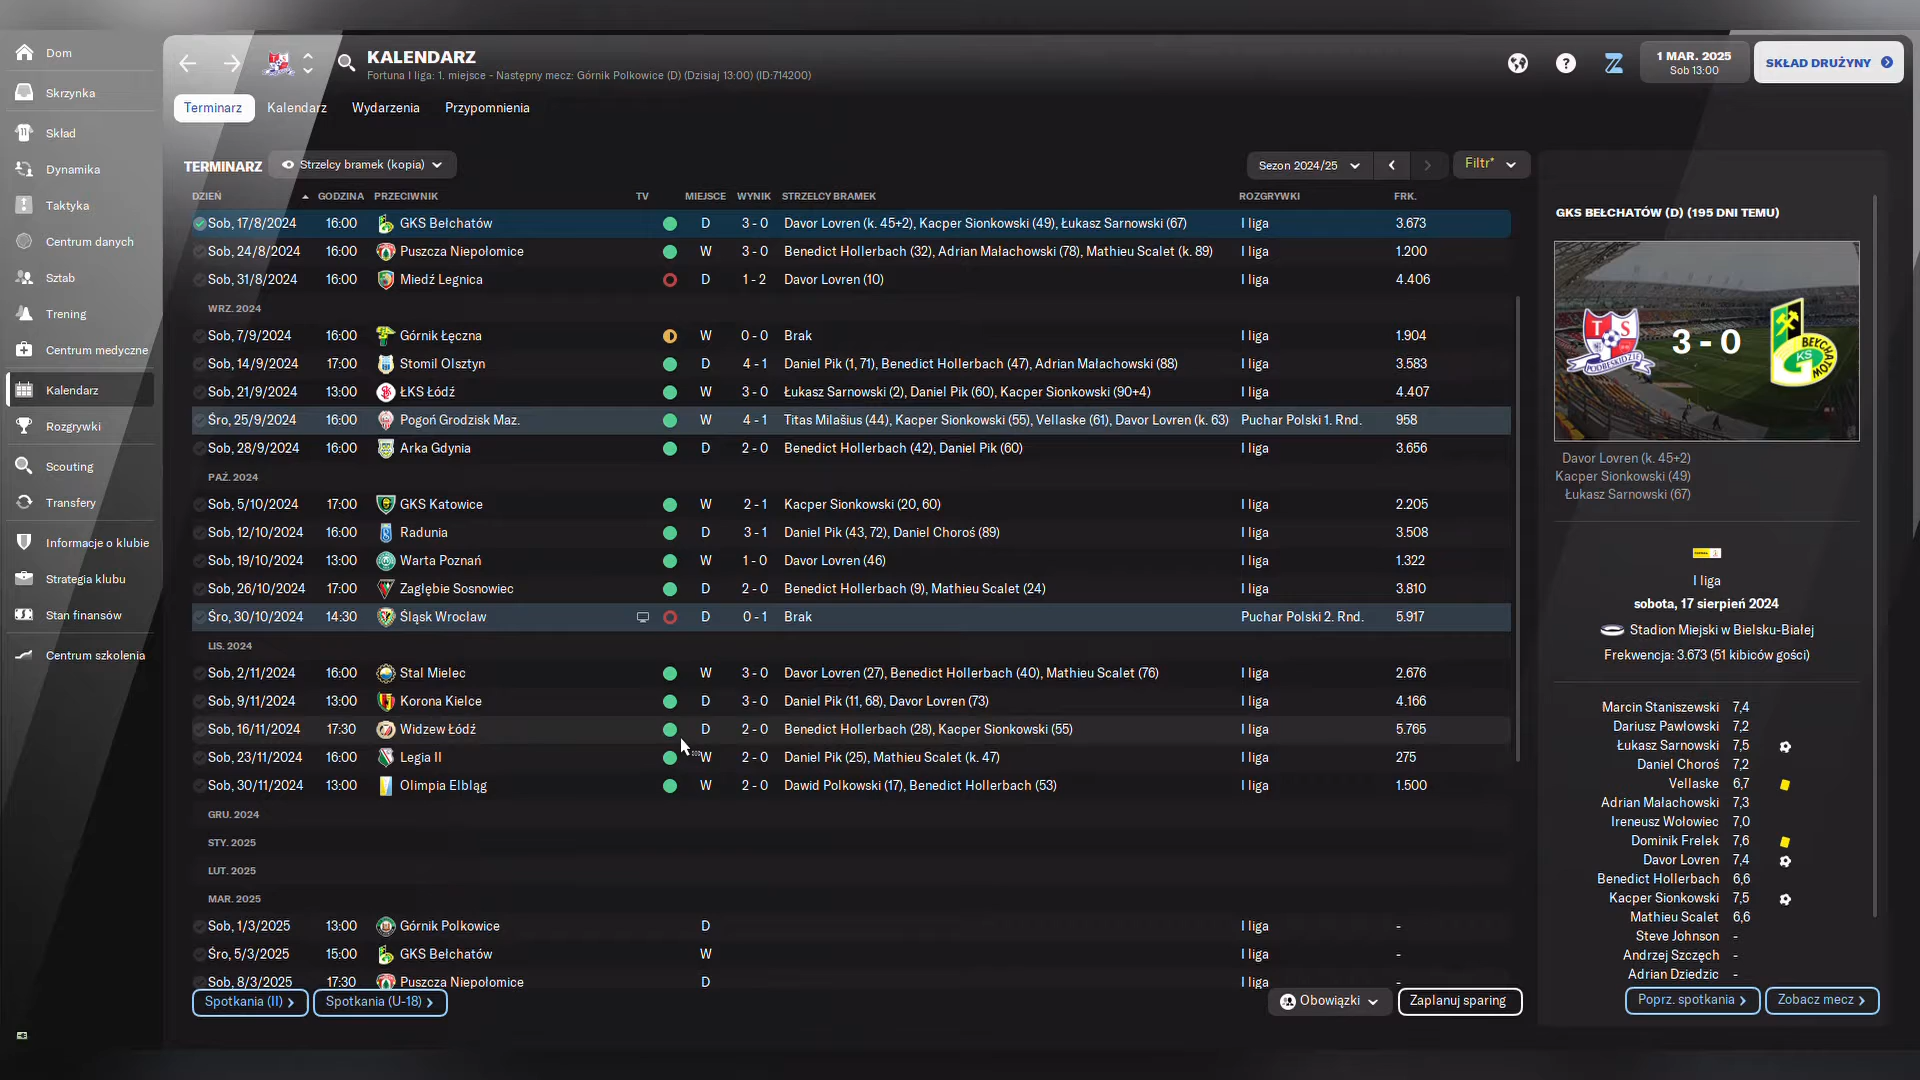 Dom
Skrzynka
Skład
Dynamika
Taktyka
Centrum danych
Sztab
Trening
Centrum medyczne
Kalendarz
Rozgrywki
Scouting
Transfery
Informacje o klubie
Strategia klubu
Stan finansów
Centrum szkolenia
KALENDARZ
Fortuna I liga: 1. miejsce - Następny mecz: Górnik Polkowice (D) (Dzisiaj 13:00) (ID:714200)
1 MAR. 2025
Sob 13:00
SKŁAD DRUŻYNY
Terminarz Kalendarz Wydarzenia Przypomnienia
TERMINARZ Strzelcy bramek (kopia) Sezon 2024/25 Filtr*
DZIEŃ GODZINA PRZECIWNIK TV MIEJSCE WYNIK STRZELCY BRAMEK ROZGRYWKI FRK.
Sob, 17/8/2024 16:00 GKS Bełchatów D 3 - 0 Davor Lovren (k. 45+2), Kacper Sionkowski (49), Łukasz Sarnowski (67) I liga 3.673
Sob, 24/8/2024 16:00 Puszcza Niepołomice W 3 - 0 Benedict Hollerbach (32), Adrian Małachowski (78), Mathieu Scalet (k. 89) I liga 1.200
Sob, 31/8/2024 16:00 Miedź Legnica D 1 - 2 Davor Lovren (10) I liga 4.406
WRZ. 2024
Sob, 7/9/2024 16:00 Górnik Łęczna W 0 - 0 Brak I liga 1.904
Sob, 14/9/2024 17:00 Stomil Olsztyn D 4 - 1 Daniel Pik (1, 71), Benedict Hollerbach (47), Adrian Małachowski (88) I liga 3.583
Sob, 21/9/2024 13:00 ŁKS Łódź W 3 - 0 Łukasz Sarnowski (2), Daniel Pik (60), Kacper Sionkowski (90+4) I liga 4.407
Śro, 25/9/2024 16:00 Pogoń Grodzisk Maz. W 4 - 1 Titas Milašius (44), Kacper Sionkowski (55), Vellaske (61), Davor Lovren (k. 63) Puchar Polski 1. Rnd. 958
Sob, 28/9/2024 16:00 Arka Gdynia D 2 - 0 Benedict Hollerbach (42), Daniel Pik (60) I liga 3.656
PAŹ. 2024
Sob, 5/10/2024 17:00 GKS Katowice W 2 - 1 Kacper Sionkowski (20, 60) I liga 2.205
Sob, 12/10/2024 16:00 Radunia D 3 - 1 Daniel Pik (43, 72), Daniel Choroś (89) I liga 3.508
Sob, 19/10/2024 13:00 Warta Poznań W 1 - 0 Davor Lovren (46) I liga 1.322
Sob, 26/10/2024 17:00 Zagłębie Sosnowiec D 2 - 0 Benedict Hollerbach (9), Mathieu Scalet (24) I liga 3.810
Śro, 30/10/2024 14:30 Śląsk Wrocław D 0 - 1 Brak Puchar Polski 2. Rnd. 5.917
LIS. 2024
Sob, 2/11/2024 16:00 Stal Mielec W 3 - 0 Davor Lovren (27), Benedict Hollerbach (40), Mathieu Scalet (76) I liga 2.676
Sob, 9/11/2024 13:00 Korona Kielce D 3 - 0 Daniel Pik (11, 68), Davor Lovren (73) I liga 4.166
Sob, 16/11/2024 17:30 Widzew Łódź D 2 - 0 Benedict Hollerbach (28), Kacper Sionkowski (55) I liga 5.765
Sob, 23/11/2024 16:00 Legia II W 2 - 0 Daniel Pik (25), Mathieu Scalet (k. 47) I liga 275
Sob, 30/11/2024 13:00 Olimpia Elbląg W 2 - 0 Dawid Polkowski (17), Benedict Hollerbach (53) I liga 1.500
GRU. 2024
STY. 2025
LUT. 2025
MAR. 2025
Sob, 1/3/2025 13:00 Górnik Polkowice D I liga -
Śro, 5/3/2025 15:00 GKS Bełchatów W I liga -
Sob, 8/3/2025 17:30 Puszcza Niepołomice D I liga -
Spotkania (II) Spotkania (U-18) Obowiązki Zaplanuj sparing
GKS BEŁCHATÓW (D) (195 DNI TEMU)
TS
PODBESKIDZIE
3 - 0
GKS
BEŁCHATÓW
Davor Lovren (k. 45+2)
Kacper Sionkowski (49)
Łukasz Sarnowski (67)
I liga
sobota, 17 sierpień 2024
Stadion Miejski w Bielsku-Białej
Frekwencja: 3.673 (51 kibiców gości)
Marcin Staniszewski 7,4
Dariusz Pawłowski 7,2
Łukasz Sarnowski 7,5
Daniel Choroś 7,2
Vellaske 6,7
Adrian Małachowski 7,3
Ireneusz Wołowiec 7,0
Dominik Frelek 7,6
Davor Lovren 7,4
Benedict Hollerbach 6,6
Kacper Sionkowski 7,5
Mathieu Scalet 6,6
Steve Johnson -
Andrzej Szczęch -
Adrian Dziedzic -
Poprz. spotkania Zobacz mecz